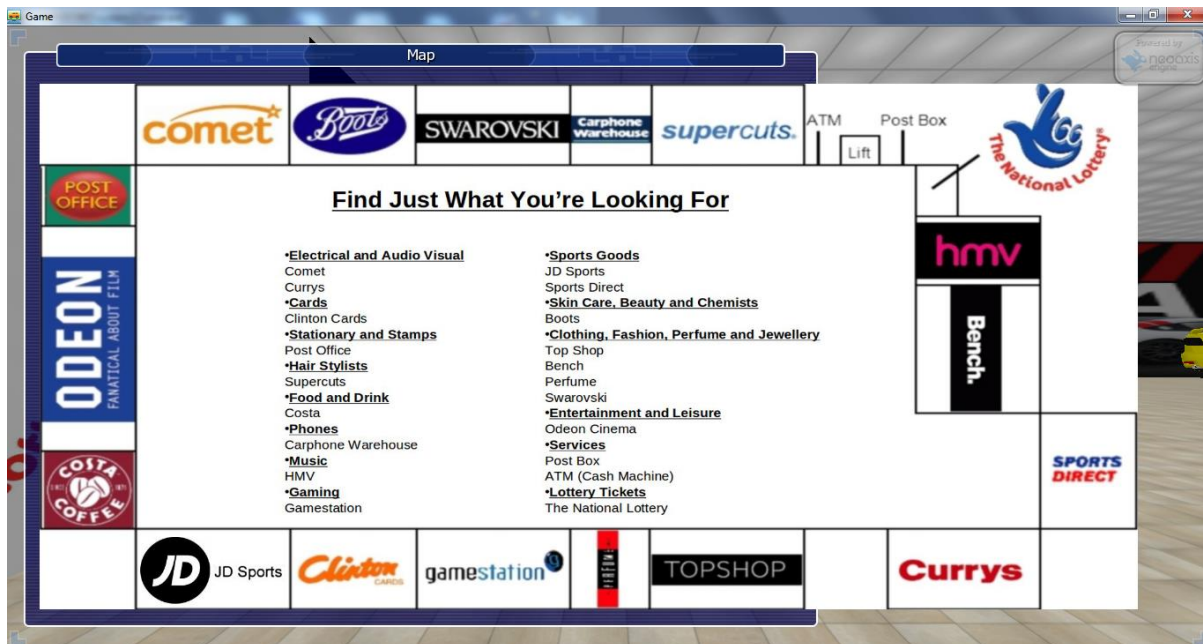 Game
Map
Powered by
neoaxis
engine
comet
Boots
SWAROVSKI
Carphone
Warehouse
supercuts.
ATM
Lift
Post Box
The National Lottery®
POST
OFFICE
Find Just What You're Looking For
•Electrical and Audio Visual
Comet
Currys
•Cards
Clinton Cards
•Stationary and Stamps
Post Office
•Hair Stylists
Supercuts
•Food and Drink
Costa
•Phones
Carphone Warehouse
•Music
HMV
•Gaming
Gamestation
•Sports Goods
JD Sports
Sports Direct
•Skin Care, Beauty and Chemists
Boots
•Clothing, Fashion, Perfume and Jewellery
Top Shop
Bench
Perfume
Swarovski
•Entertainment and Leisure
Odeon Cinema
•Services
Post Box
ATM (Cash Machine)
•Lottery Tickets
The National Lottery
hmv
Bench.
ODEON
FANATICAL ABOUT FILM
COSTA
COFFEE
SPORTS
DIRECT
JD
JD Sports
Clinton
CARDS
gamestation
g
TOPSHOP
Currys